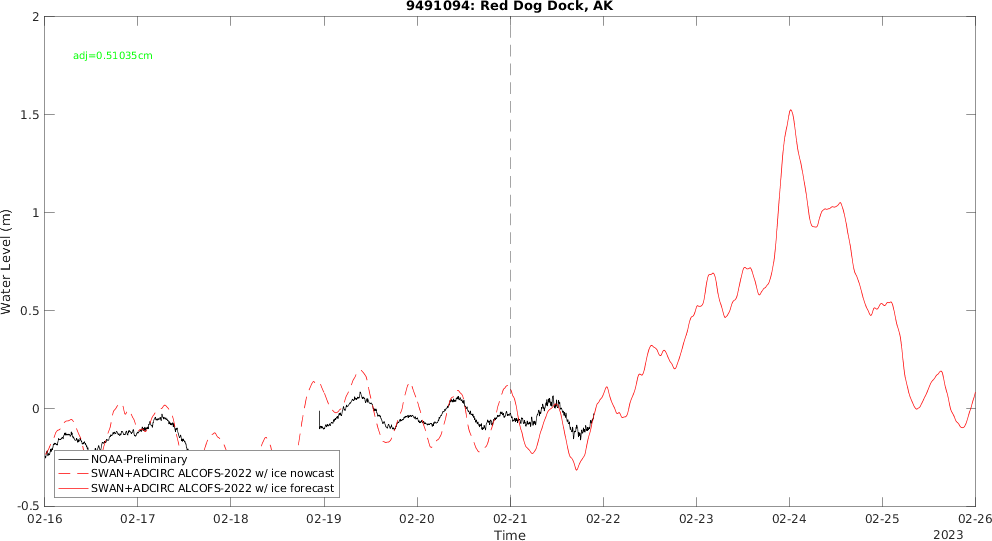 9491094: Red Dog Dock, AK
adj=0.51035cm
Water Level (m)
2
1.5
1
0.5
0
-0.5
NOAA-Preliminary
SWAN+ADCIRC ALCOFS-2022 w/ ice nowcast
SWAN+ADCIRC ALCOFS-2022 w/ ice forecast
02-16 02-17 02-18 02-19 02-20 02-21 02-22 02-23 02-24 02-25 02-26
Time
2023